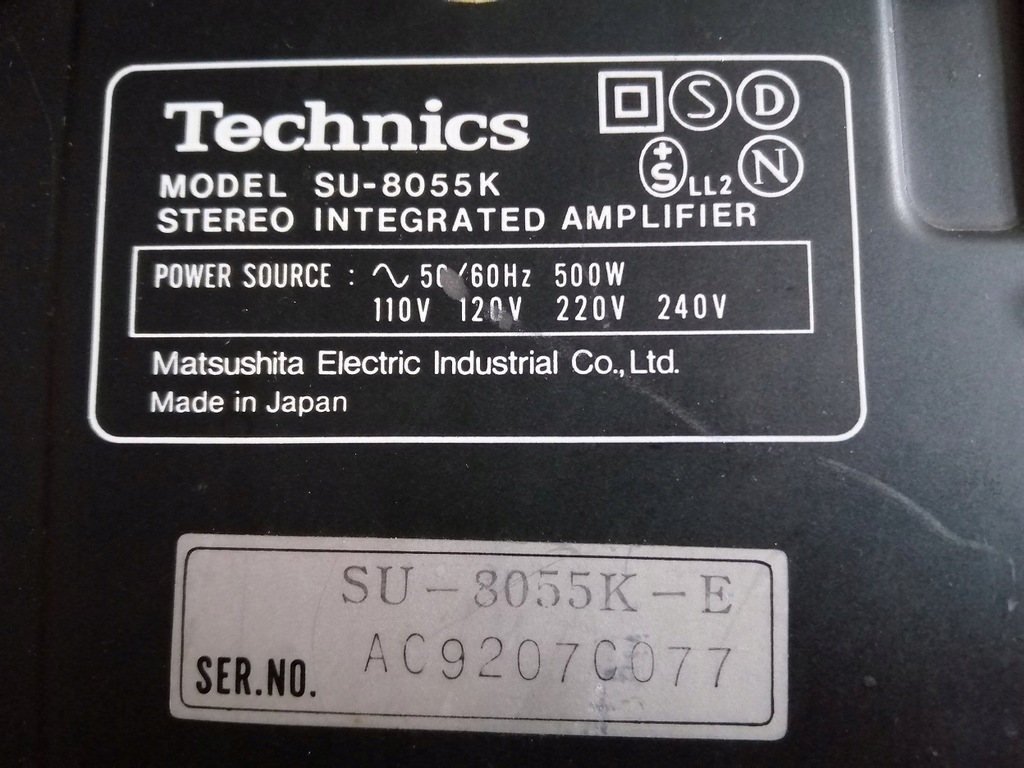 Technics
S D
MODEL SU-8055K
+S LL2 N
STEREO INTEGRATED AMPLIFIER
POWER SOURCE : ∿ 50/60Hz 500W
110V 120V 220V 240V
Matsushita Electric Industrial Co., Ltd.
Made in Japan
SU-8055K-E
SER.NO. AC9207C077